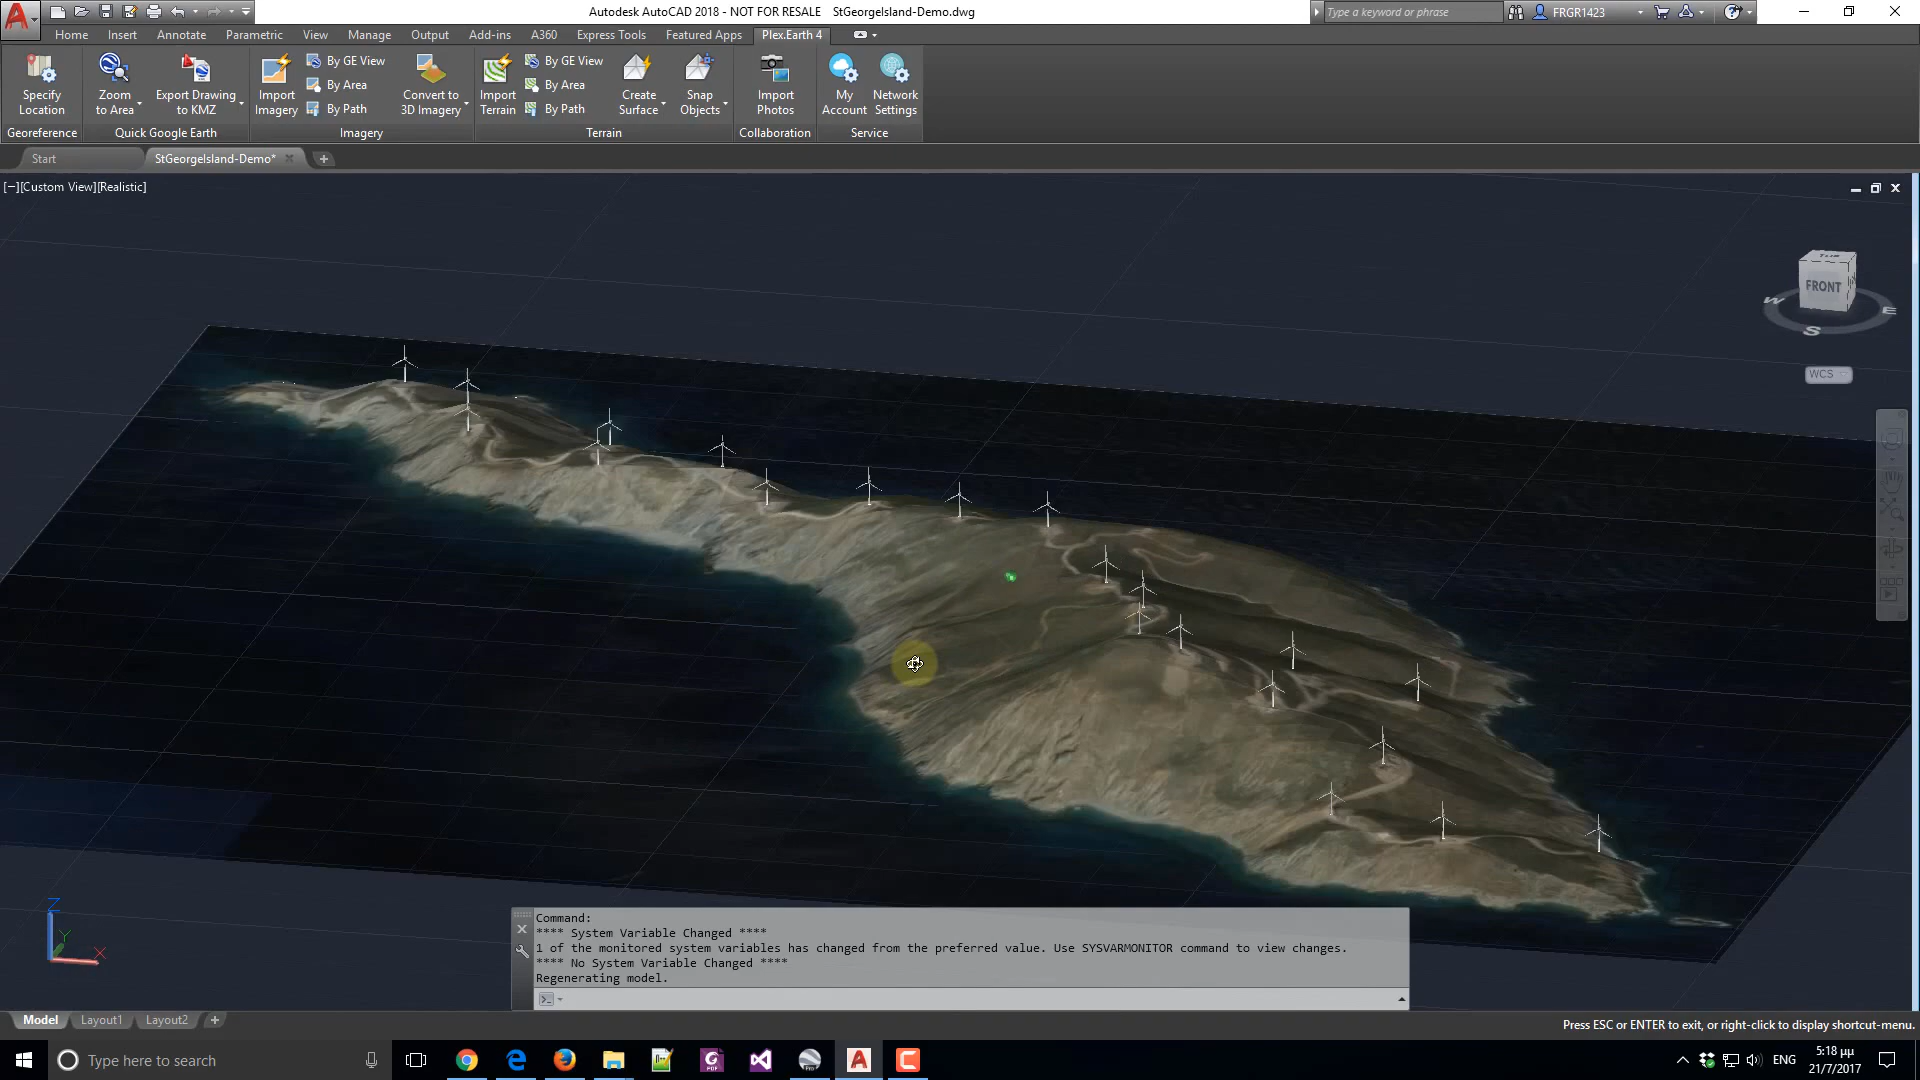 Autodesk AutoCAD 2018 - NOT FOR RESALE StGeorgeIsland-Demo.dwg
Type a keyword or phrase
FRGR1423
Home Insert Annotate Parametric View Manage Output Add-ins A360 Express Tools Featured Apps Plex.Earth 4
Specify Location
Georeference
Zoom to Area
Export Drawing to KMZ
Quick Google Earth
Import Imagery
By GE View
By Area
By Path
Convert to 3D Imagery
Imagery
Import Terrain
By GE View
By Area
By Path
Create Surface
Snap Objects
Terrain
Import Photos
Collaboration
My Account
Network Settings
Service
Start
StGeorgeIsland-Demo*
[−][Custom View][Realistic]
TOP
FRONT
W
S
E
WCS
Z
Y
X
Command:
**** System Variable Changed ****
1 of the monitored system variables has changed from the preferred value. Use SYSVARMONITOR command to view changes.
**** No System Variable Changed ****
Regenerating model.
Model Layout1 Layout2
Press ESC or ENTER to exit, or right-click to display shortcut-menu.
Type here to search
PDF
Pro
ENG
5:18 μμ
21/7/2017